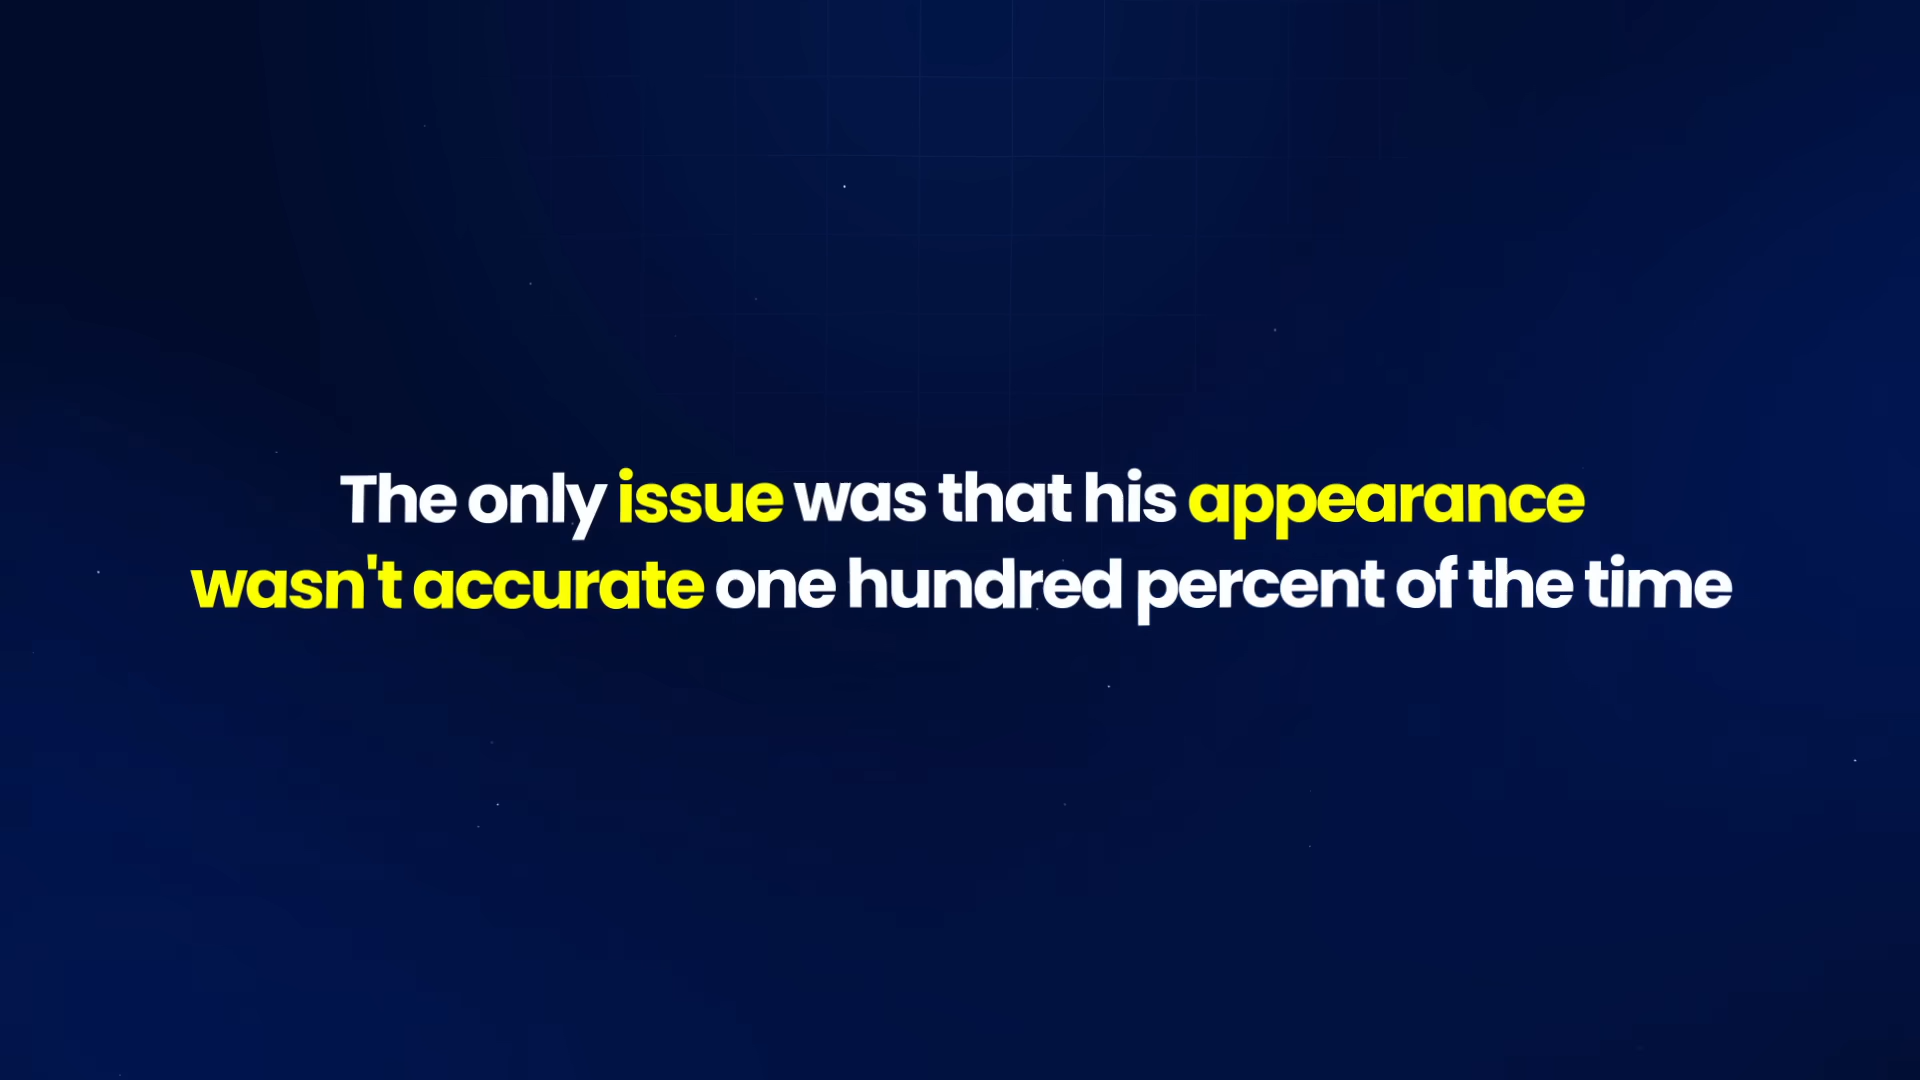 The only issue was that his appearance
wasn't accurate one hundred percent of the time